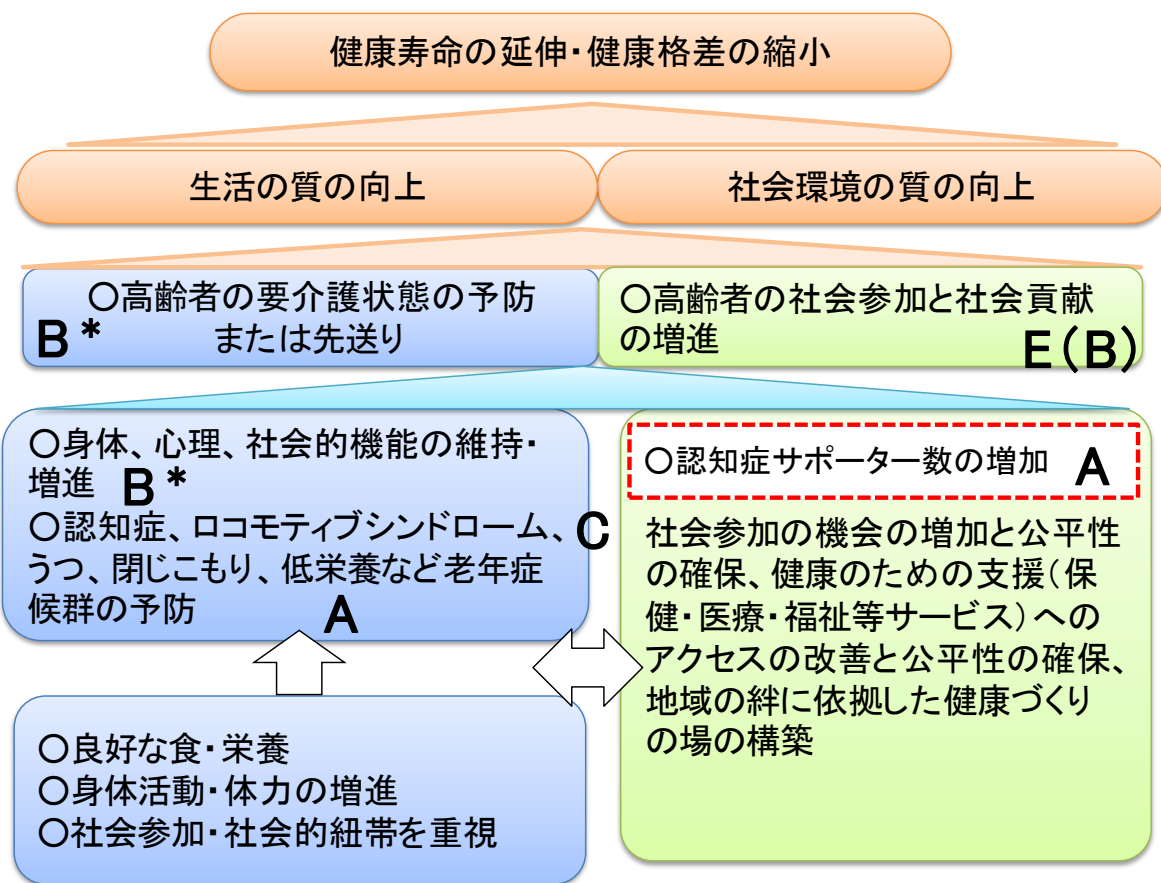 健康寿命の延伸・健康格差の縮小
生活の質の向上
社会環境の質の向上
〇高齢者の要介護状態の予防
または先送り
B*
〇高齢者の社会参加と社会貢献
の増進
E(B)
〇身体、心理、社会的機能の維持・
増進 B*
〇認知症、ロコモティブシンドローム、C
うつ、閉じこもり、低栄養など老年症
候群の予防 A
〇認知症サポーター数の増加 A
社会参加の機会の増加と公平性
の確保、健康のための支援(保
健・医療・福祉等サービス)への
アクセスの改善と公平性の確保、
地域の絆に依拠した健康づくり
の場の構築
〇良好な食・栄養
〇身体活動・体力の増進
〇社会参加・社会的紐帯を重視